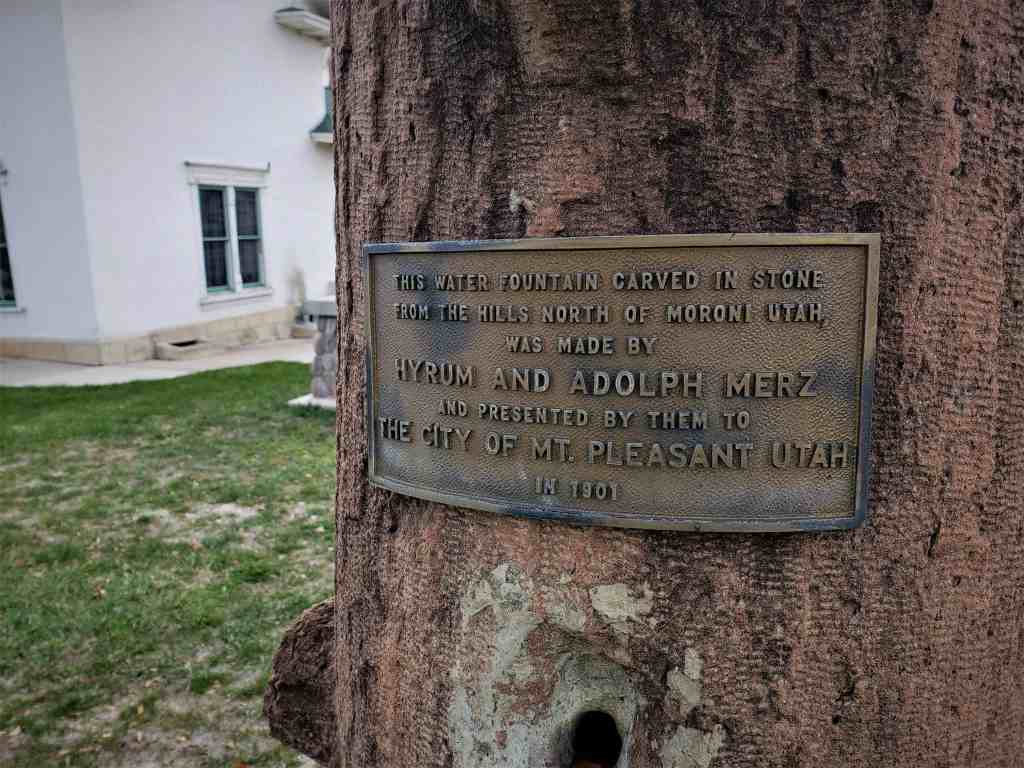 THIS WATER FOUNTAIN CARVED IN STONE
FROM THE HILLS NORTH OF MORONI UTAH,
WAS MADE BY
HYRUM AND ADOLPH MERZ
AND PRESENTED BY THEM TO
THE CITY OF MT. PLEASANT UTAH
IN 1901